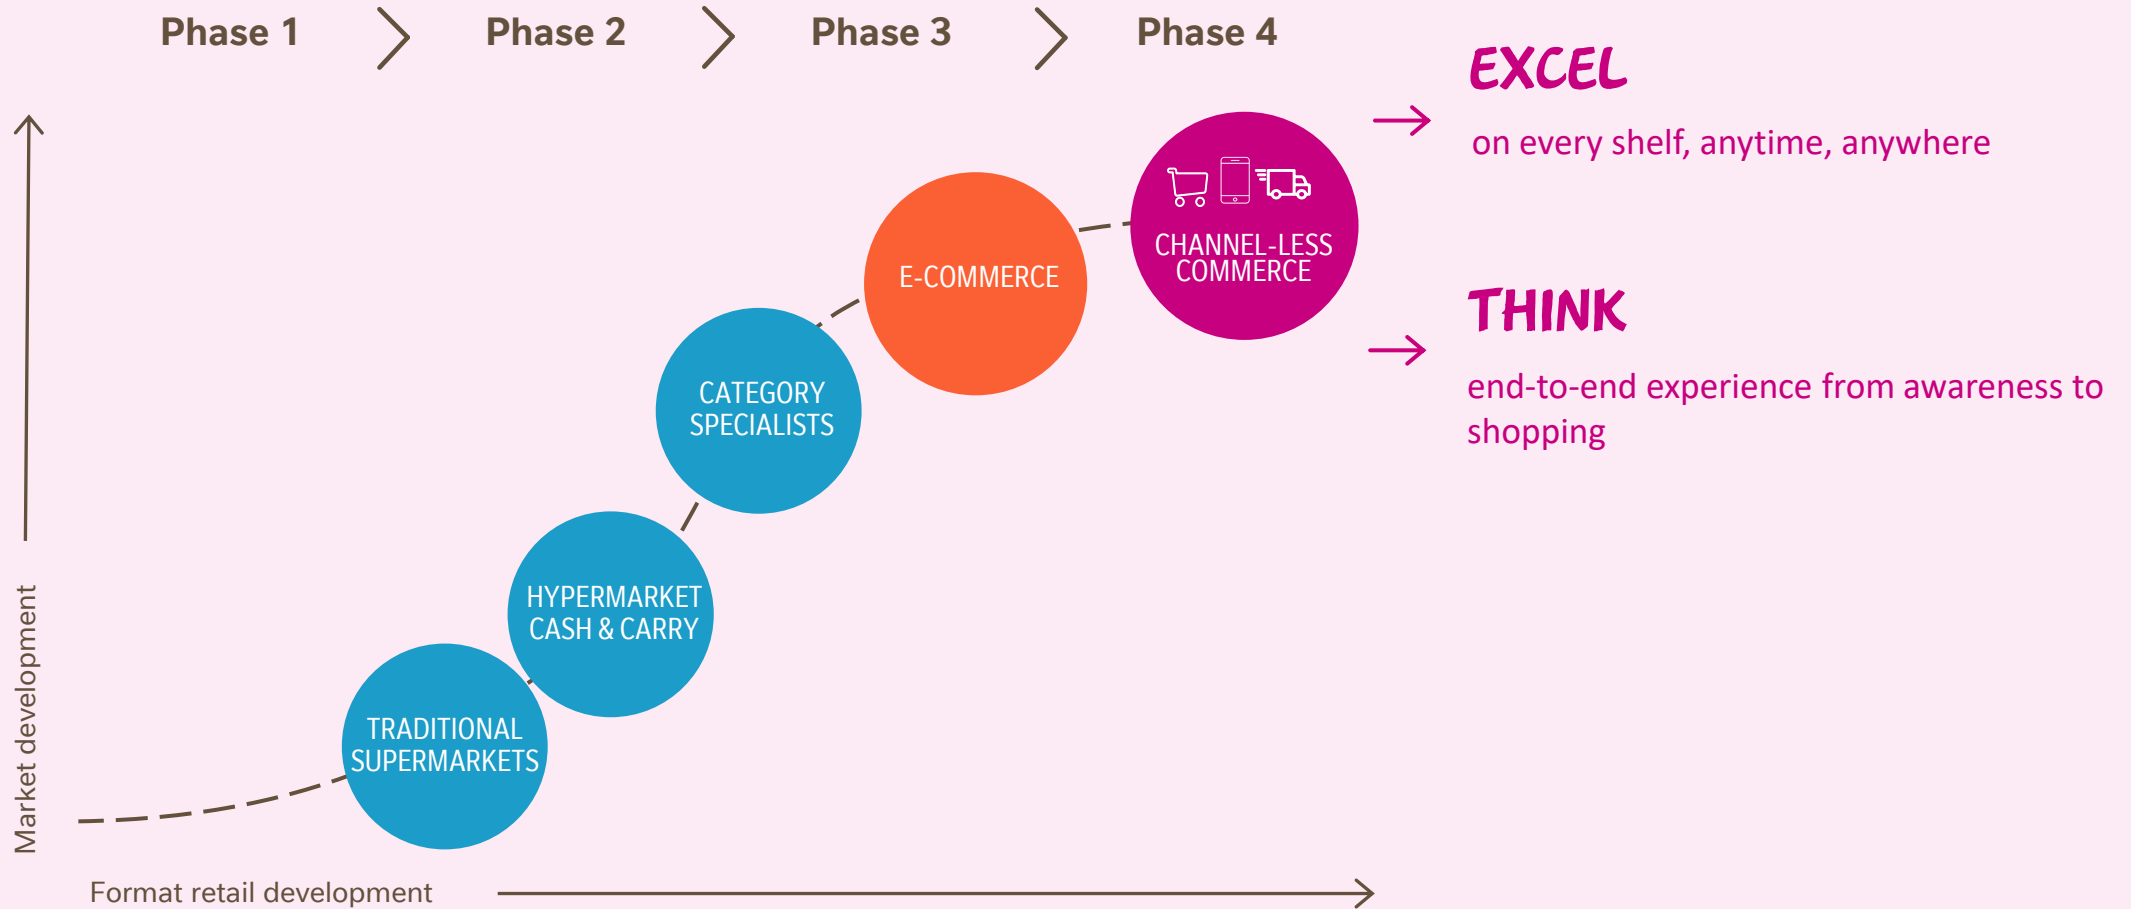 Phase 1
Phase 2
Phase 3
Phase 4
EXCEL
on every shelf, anytime, anywhere
CHANNEL-LESS
COMMERCE
E-COMMERCE
THINK
end-to-end experience from awareness to
shopping
CATEGORY
SPECIALISTS
HYPERMARKET
CASH & CARRY
TRADITIONAL
SUPERMARKETS
Market development
Format retail development